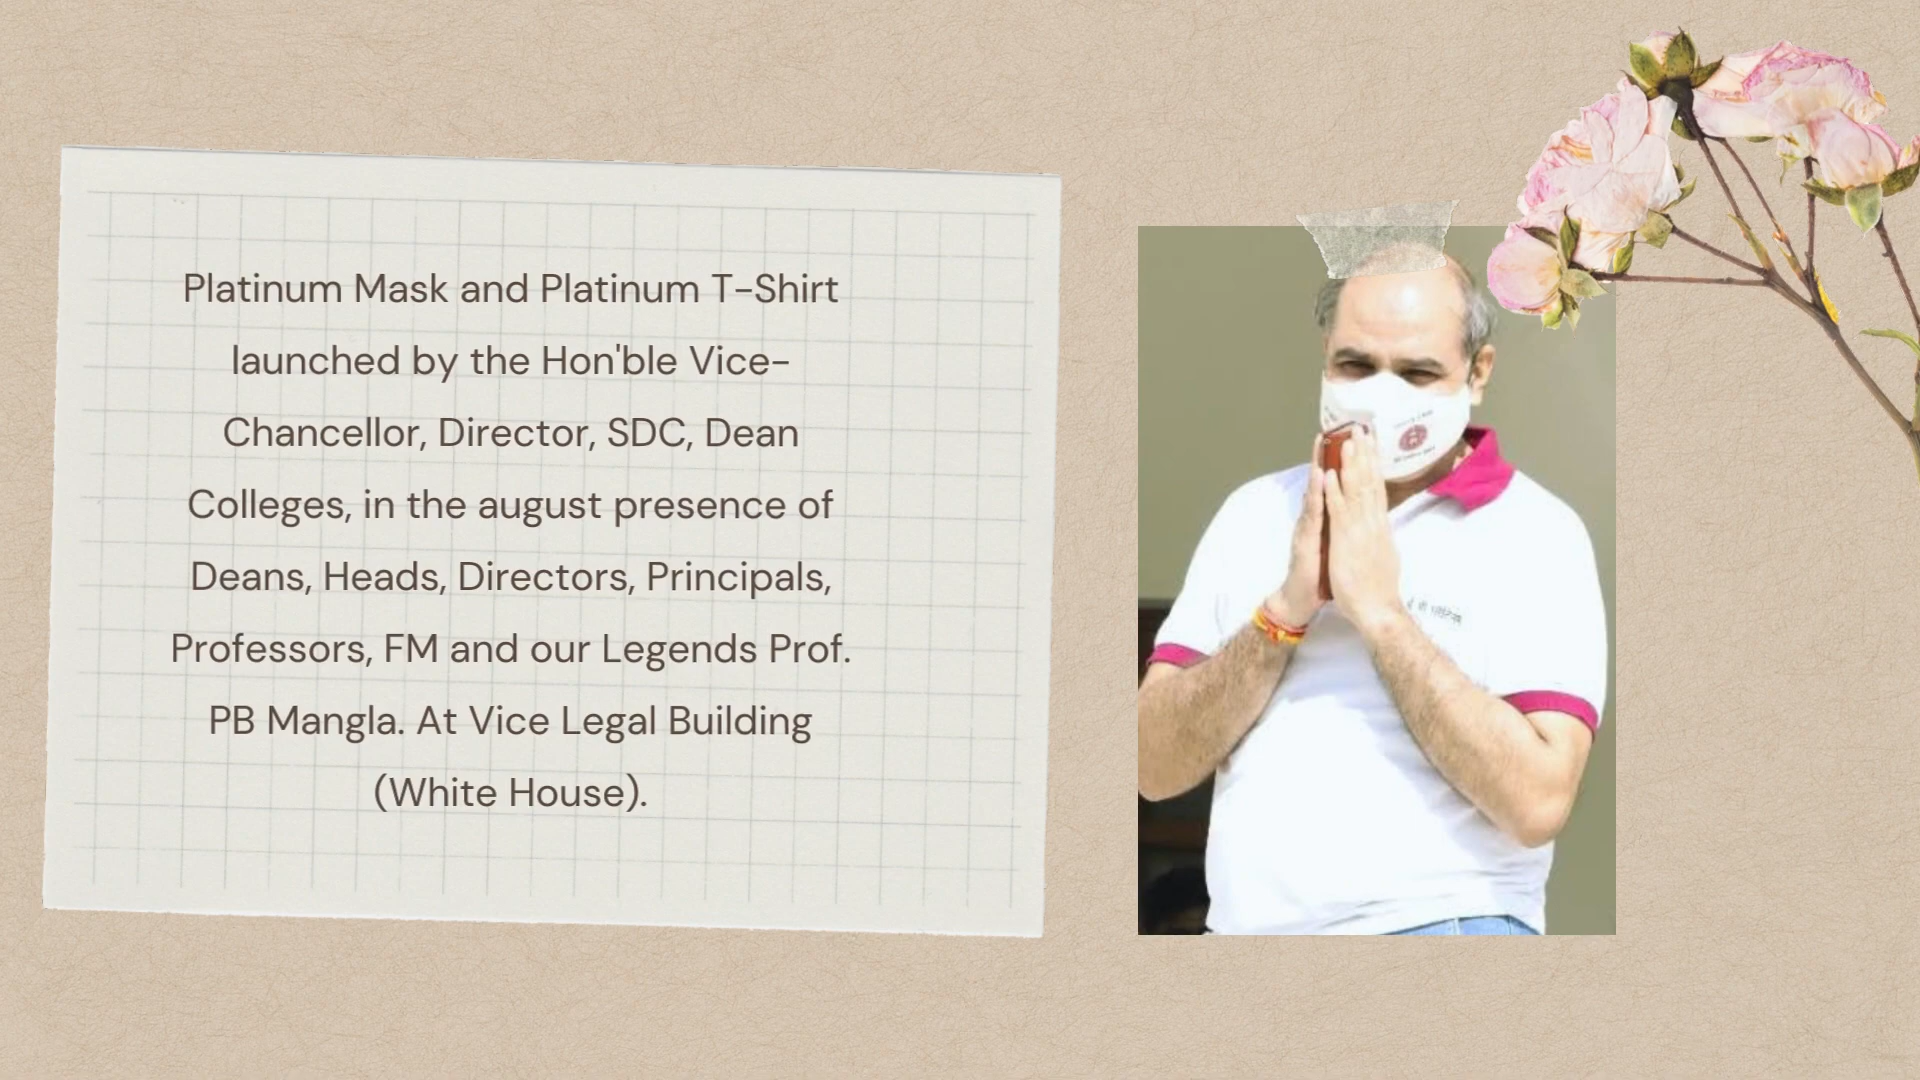 Platinum Mask and Platinum T-Shirt
launched by the Hon'ble Vice-
Chancellor, Director, SDC, Dean
Colleges, in the august presence of
Deans, Heads, Directors, Principals,
Professors, FM and our Legends Prof.
PB Mangla. At Vice Legal Building
(White House).